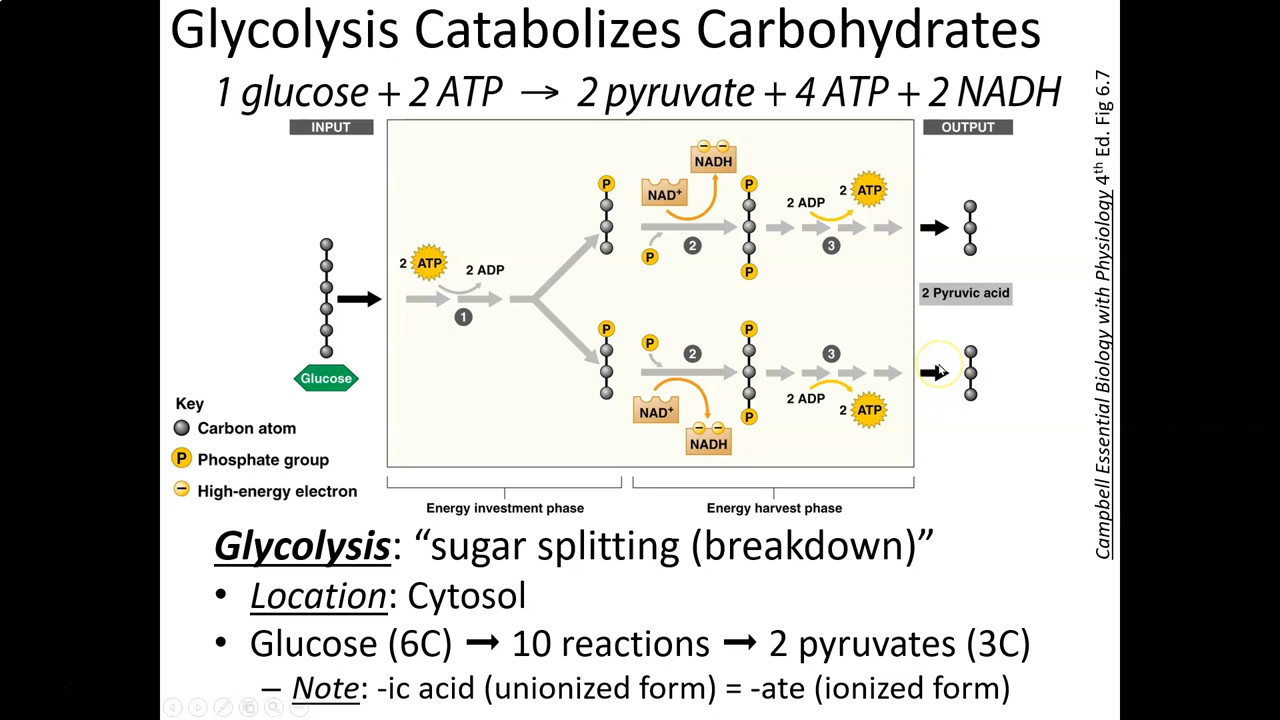 Glycolysis Catabolizes Carbohydrates
1 glucose + 2 ATP → 2 pyruvate + 4 ATP + 2 NADH
INPUT
OUTPUT
NADH
NAD⁺
P
P
2 ATP
2 ADP
2
3
P
P
2 ATP
2 ADP
1
2 Pyruvic acid
P
P
P
2
3
NAD⁺
2 ADP
2 ATP
P
NADH
Glucose
Key
Carbon atom
P Phosphate group
High-energy electron
Energy investment phase
Energy harvest phase
Campbell Essential Biology with Physiology 4th Ed. Fig 6.7
Glycolysis: “sugar splitting (breakdown)”
• Location: Cytosol
• Glucose (6C) → 10 reactions → 2 pyruvates (3C)
– Note: -ic acid (unionized form) = -ate (ionized form)